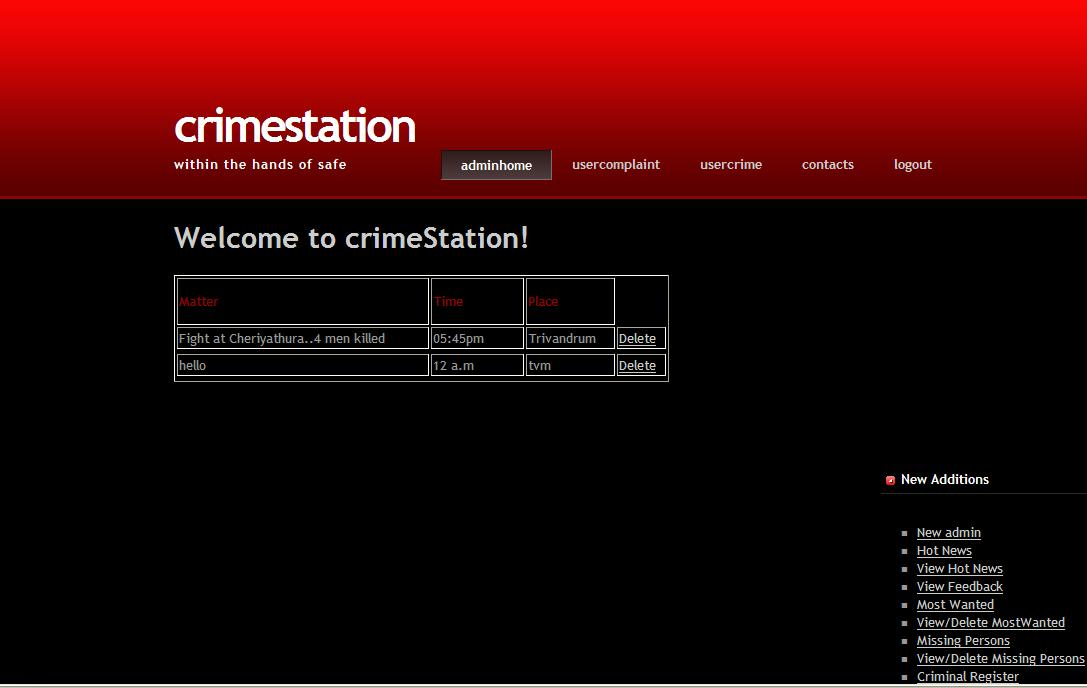 crimestation
within the hands of safe
adminhome usercomplaint usercrime contacts logout
Welcome to crimeStation!
Matter Time Place
Fight at Cheriyathura..4 men killed 05:45pm Trivandrum Delete
hello 12 a.m tvm Delete
New Additions
New admin
Hot News
View Hot News
View Feedback
Most Wanted
View/Delete MostWanted
Missing Persons
View/Delete Missing Persons
Criminal Register